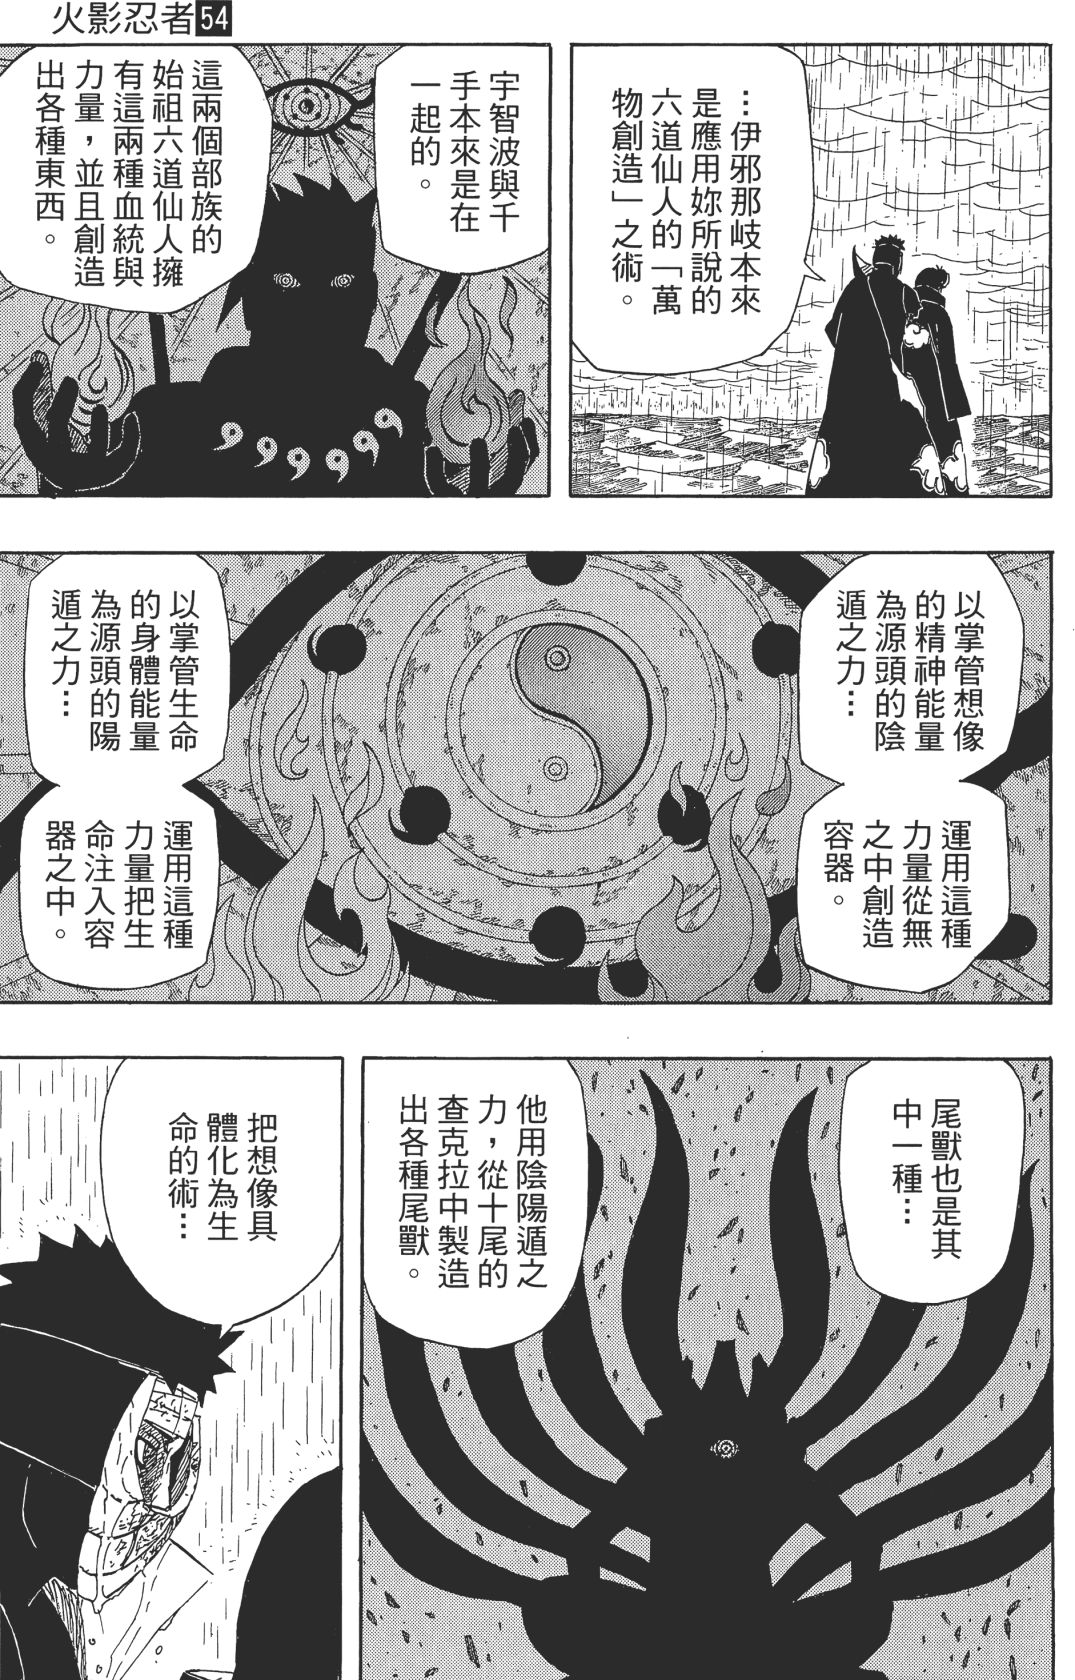 火影忍者54
…伊邪那岐本來
是應用妳所說的
六道仙人的「萬
物創造」之術。
宇智波與千
手本來是在
一起的。
這兩個部族的
始祖六道仙人擁
有這兩種血統與
力量，並且創造
出各種東西。
以掌管想像
的精神能量
為源頭的陰
遁之力…
運用這種
力量從無
之中創造
容器。
以掌管生命
的身體能量
為源頭的陽
遁之力…
運用這種
力量把生
命注入容
器之中。
尾獸也是其
中一種…
他用陰陽遁之
力，從十尾的
查克拉中製造
出各種尾獸。
把想像具
體化為生
命的術…